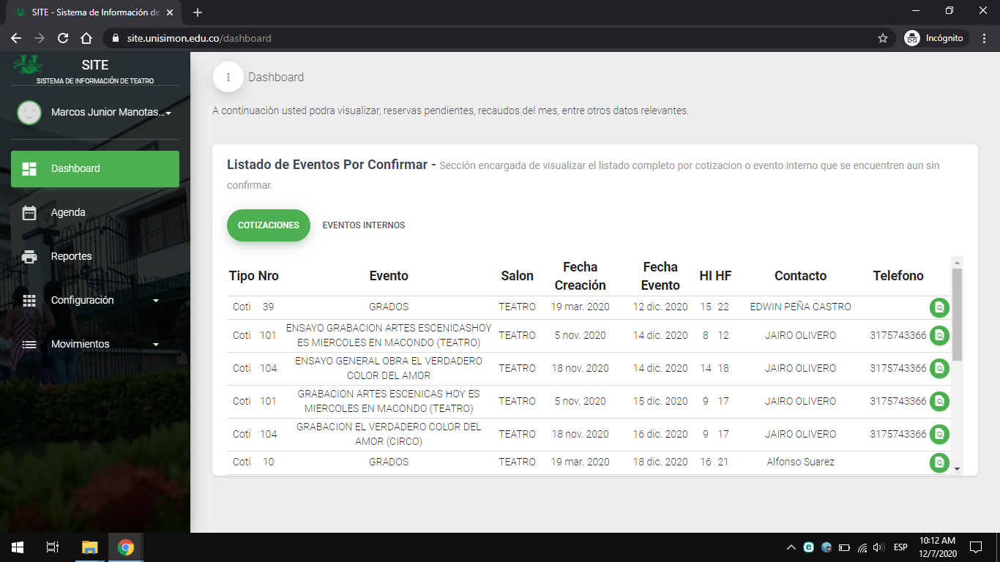 SITE - Sistema de Información de
site.unisimon.edu.co/dashboard
Incógnito
SITE
SISTEMA DE INFORMACIÓN DE TEATRO
Marcos Junior Manotas...
Dashboard
Agenda
Reportes
Configuración
Movimientos
Dashboard
A continuaciòn usted podra visualizar, reservas pendientes, recaudos del mes, entre otros datos relevantes.
Listado de Eventos Por Confirmar - Sección encargada de visualizar el listado completo por cotizacion o evento interno que se encuentren aun sin
confirmar.
COTIZACIONES EVENTOS INTERNOS
Tipo Nro Evento Salon Fecha Creación Fecha Evento HI HF Contacto Telefono
Coti 39 GRADOS TEATRO 19 mar. 2020 12 dic. 2020 15 22 EDWIN PEÑA CASTRO
Coti 101 ENSAYO GRABACION ARTES ESCENICASHOY ES MIERCOLES EN MACONDO (TEATRO) TEATRO 5 nov. 2020 14 dic. 2020 8 12 JAIRO OLIVERO 3175743366
Coti 104 ENSAYO GENERAL OBRA EL VERDADERO COLOR DEL AMOR TEATRO 18 nov. 2020 14 dic. 2020 14 18 JAIRO OLIVERO 3175743366
Coti 101 GRABACION ARTES ESCENICAS HOY ES MIERCOLES EN MACONDO (TEATRO) TEATRO 5 nov. 2020 15 dic. 2020 9 17 JAIRO OLIVERO 3175743366
Coti 104 GRABACION EL VERDADERO COLOR DEL AMOR (CIRCO) TEATRO 18 nov. 2020 16 dic. 2020 9 17 JAIRO OLIVERO 3175743366
Coti 10 GRADOS TEATRO 19 mar. 2020 18 dic. 2020 16 21 Alfonso Suarez
ESP
10:12 AM
12/7/2020